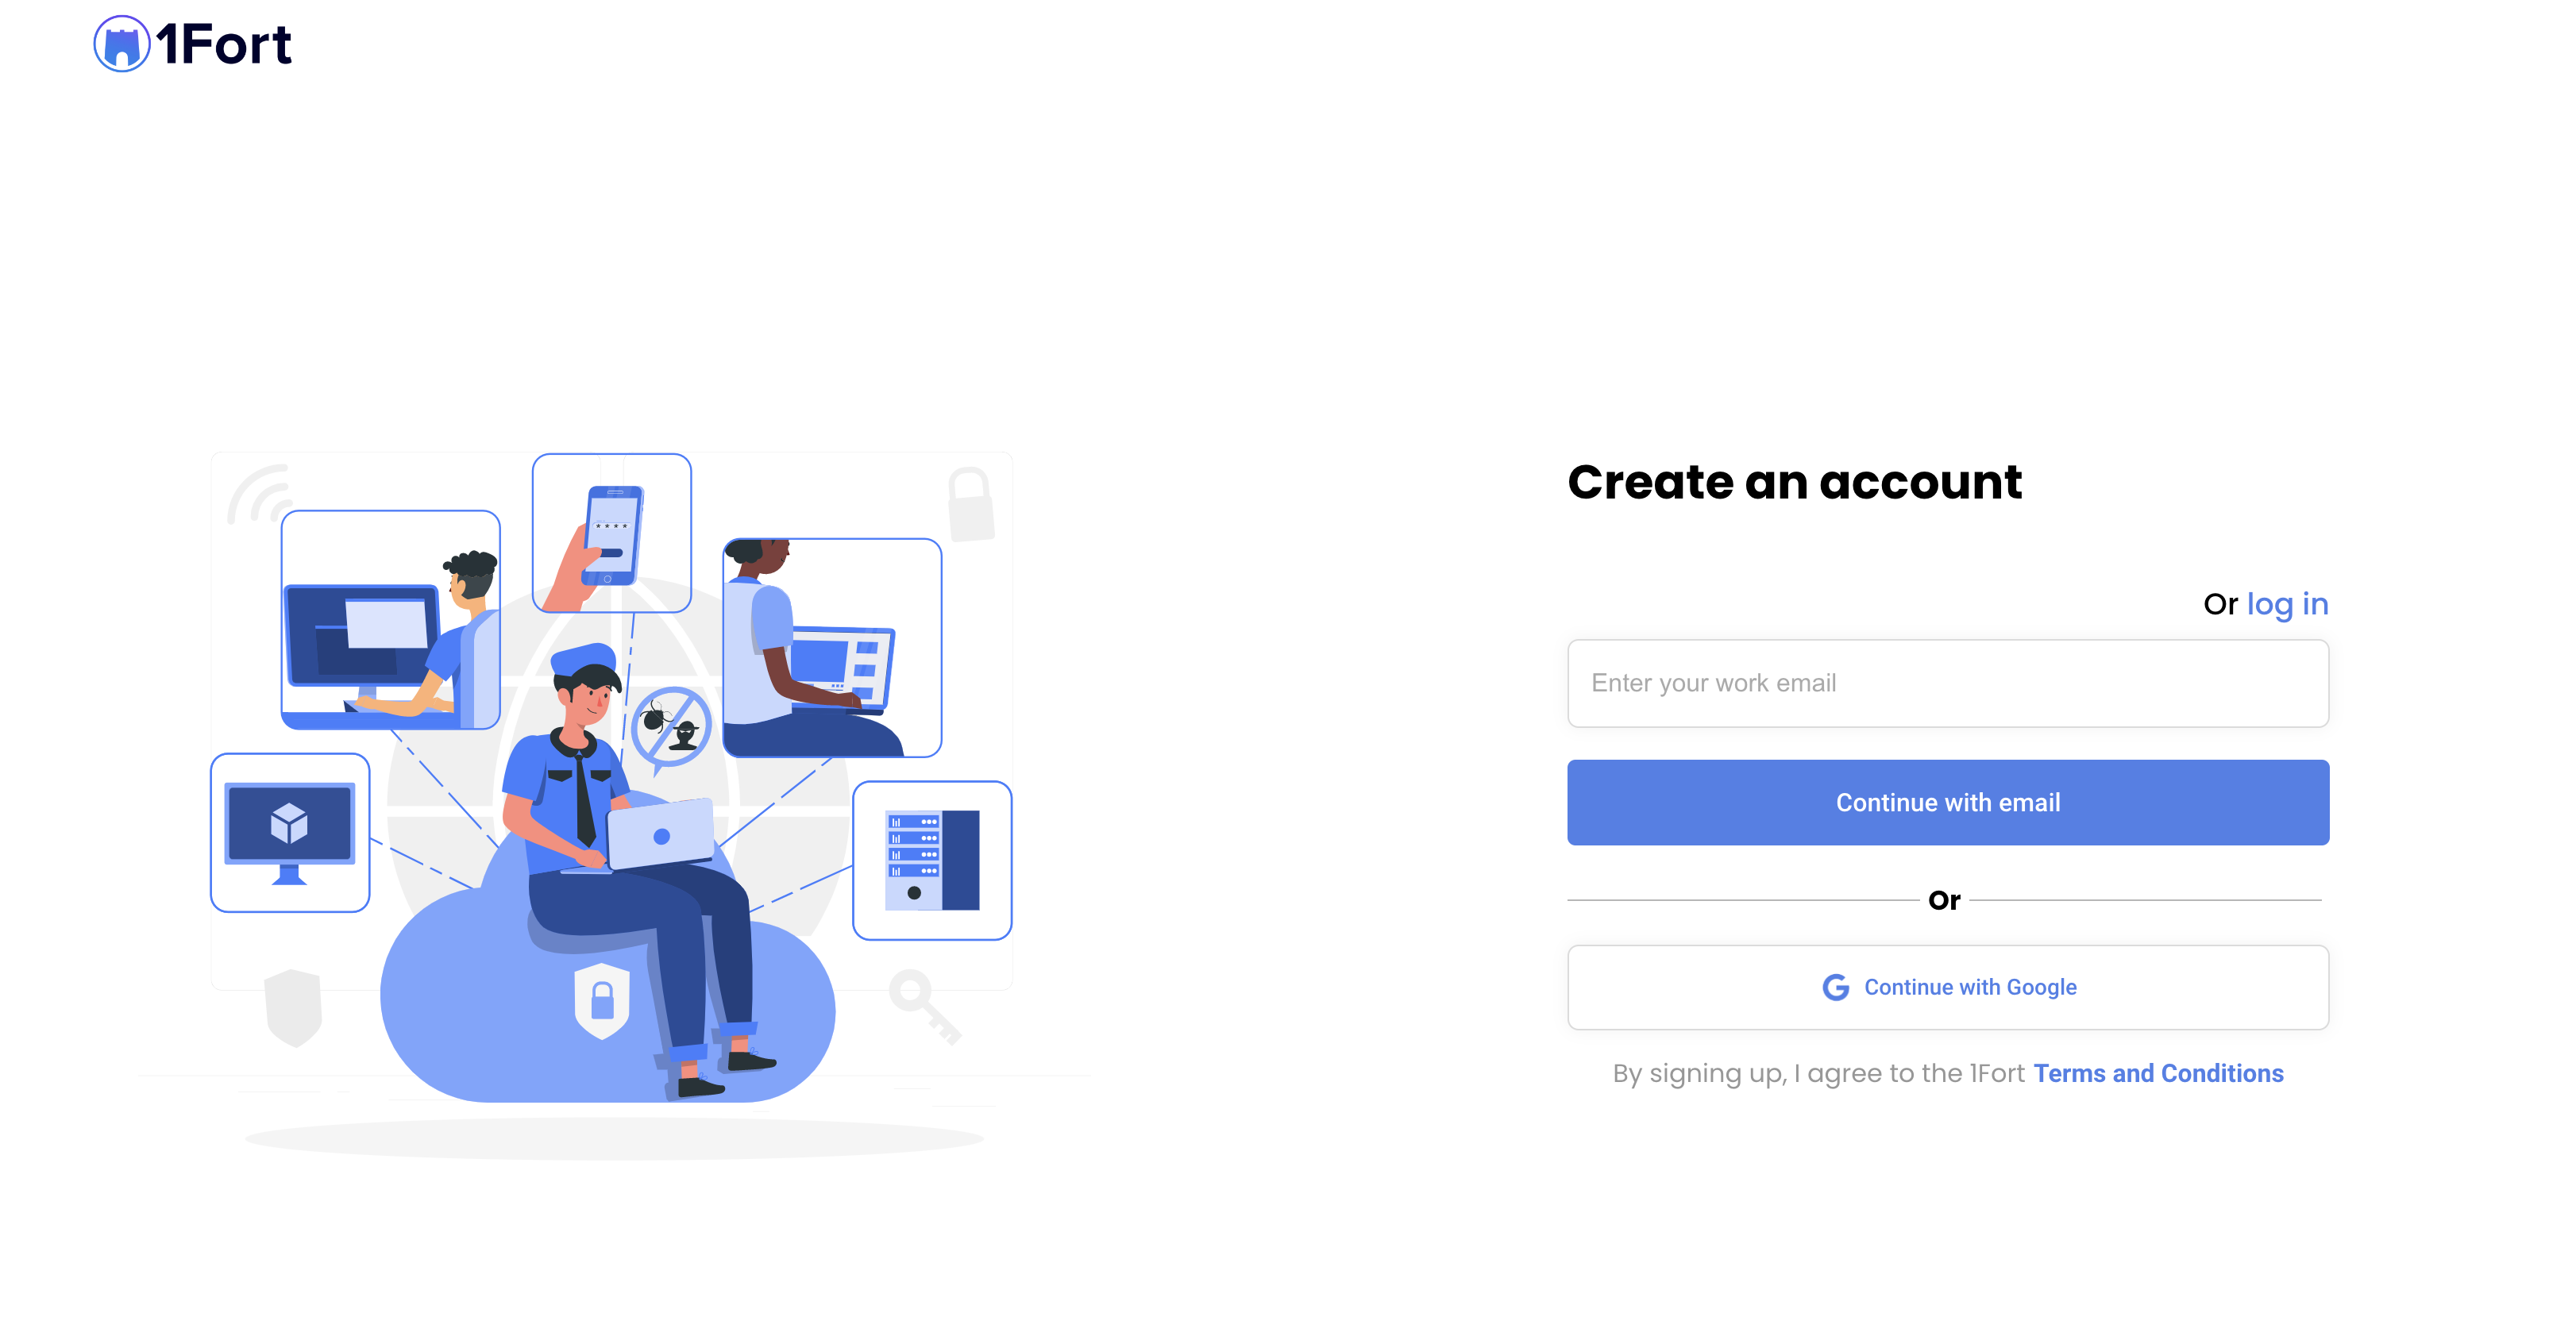 1Fort
Create an account
Or log in
Enter your work email
Continue with email
Or
Continue with Google
By signing up, I agree to the 1Fort Terms and Conditions